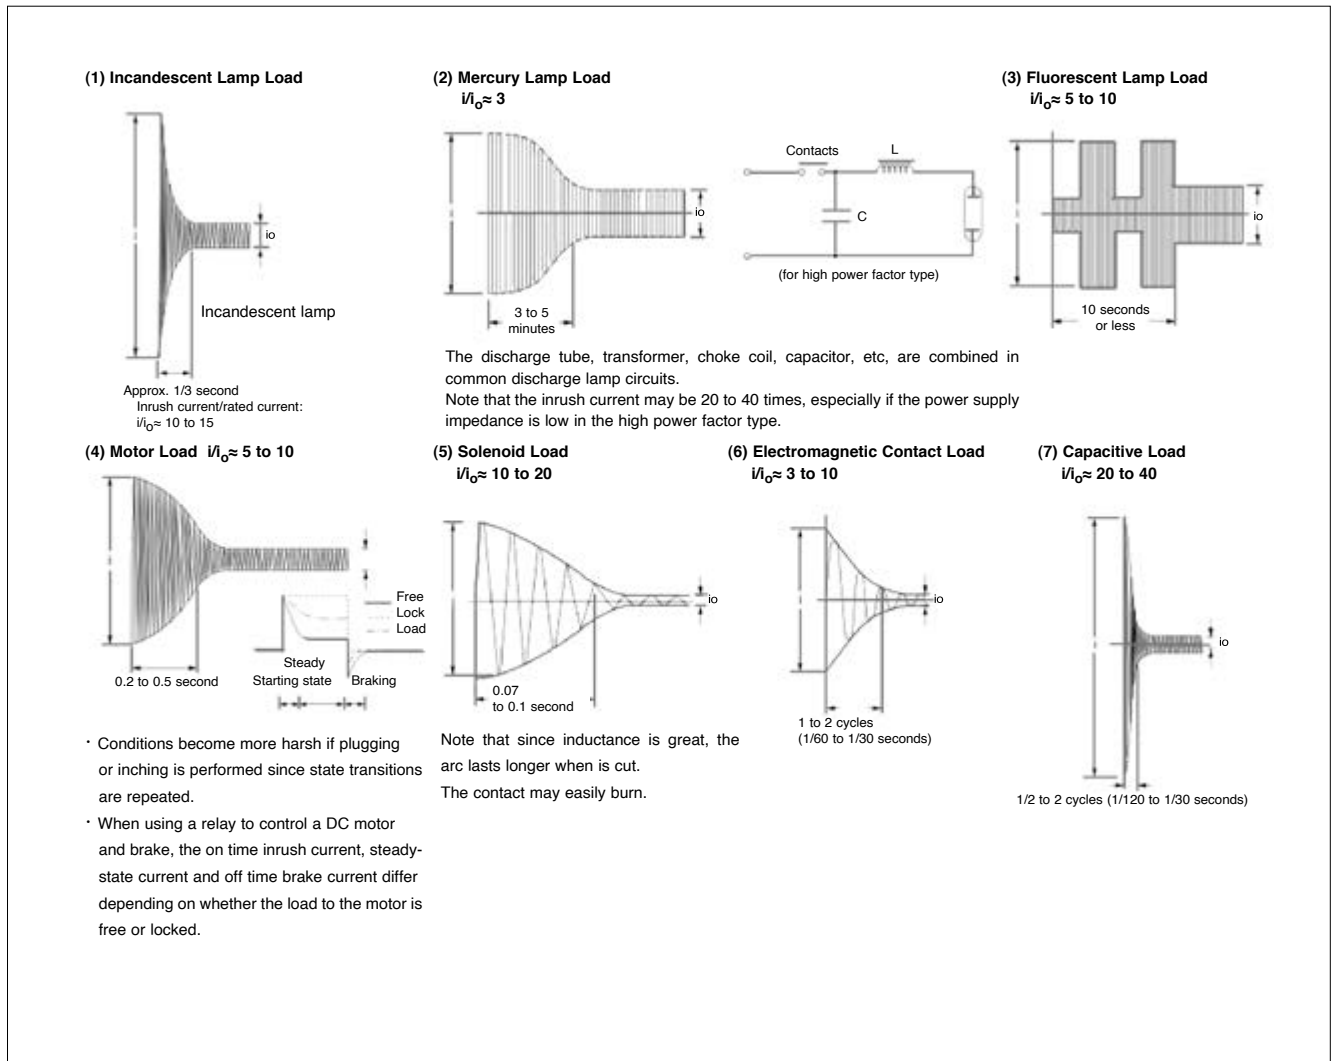 (1) Incandescent Lamp Load
io
Incandescent lamp
Approx. 1/3 second
Inrush current/rated current:
i/io≈ 10 to 15
(2) Mercury Lamp Load
i/io≈ 3
io
3 to 5
minutes
Contacts
L
C
(for high power factor type)
(3) Fluorescent Lamp Load
i/io≈ 5 to 10
io
10 seconds
or less
The discharge tube, transformer, choke coil, capacitor, etc, are combined in
common discharge lamp circuits.
Note that the inrush current may be 20 to 40 times, especially if the power supply
impedance is low in the high power factor type.
(4) Motor Load i/io≈ 5 to 10
Free
Lock
Load
Steady
Starting state
Braking
0.2 to 0.5 second
· Conditions become more harsh if plugging
or inching is performed since state transitions
are repeated.
· When using a relay to control a DC motor
and brake, the on time inrush current, steady-
state current and off time brake current differ
depending on whether the load to the motor is
free or locked.
(5) Solenoid Load
i/io≈ 10 to 20
io
0.07
to 0.1 second
Note that since inductance is great, the
arc lasts longer when is cut.
The contact may easily burn.
(6) Electromagnetic Contact Load
i/io≈ 3 to 10
io
1 to 2 cycles
(1/60 to 1/30 seconds)
(7) Capacitive Load
i/io≈ 20 to 40
io
1/2 to 2 cycles (1/120 to 1/30 seconds)